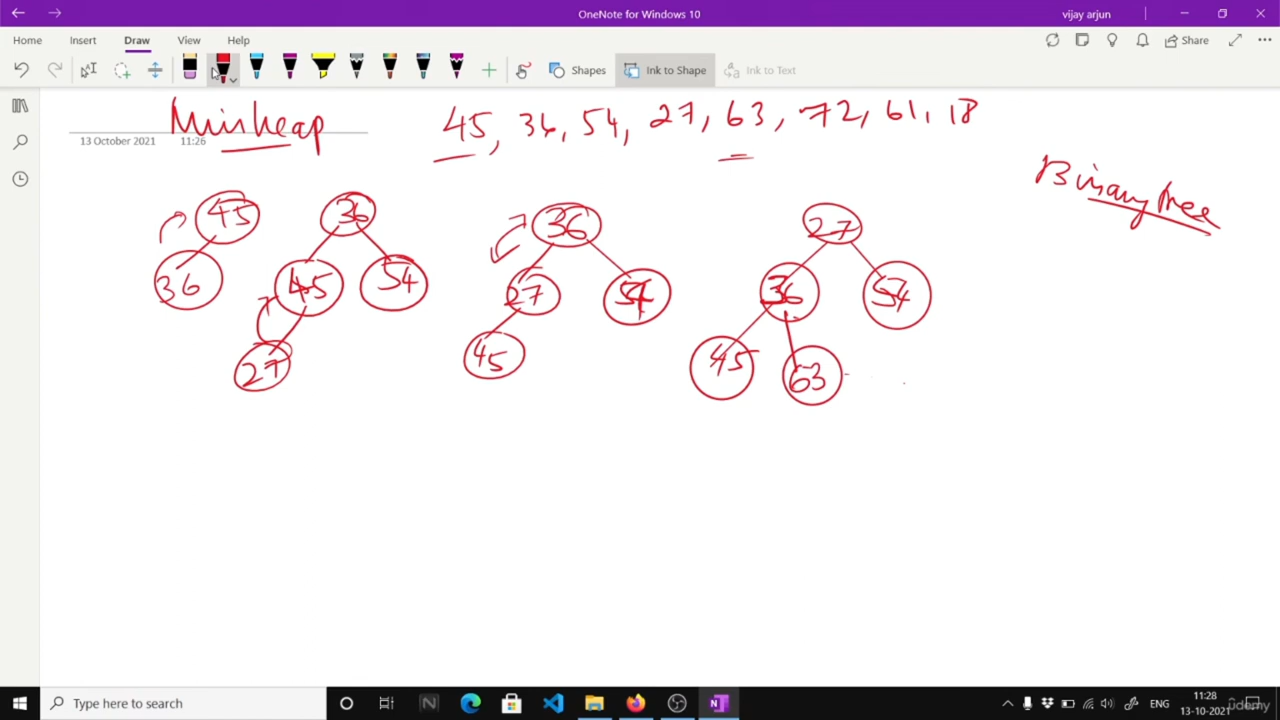 OneNote for Windows 10
vijay arjun
Home Insert Draw View Help
Share
Shapes Ink to Shape Ink to Text
Minheap 45, 36, 54, 27, 63, 72, 61, 18
13 October 2021 11:26
Binary tree
45 36 36 27
36 45 54 27 54 36 54
27 45 45 63
Type here to search
ENG
11:28
13-10-2021
udemy